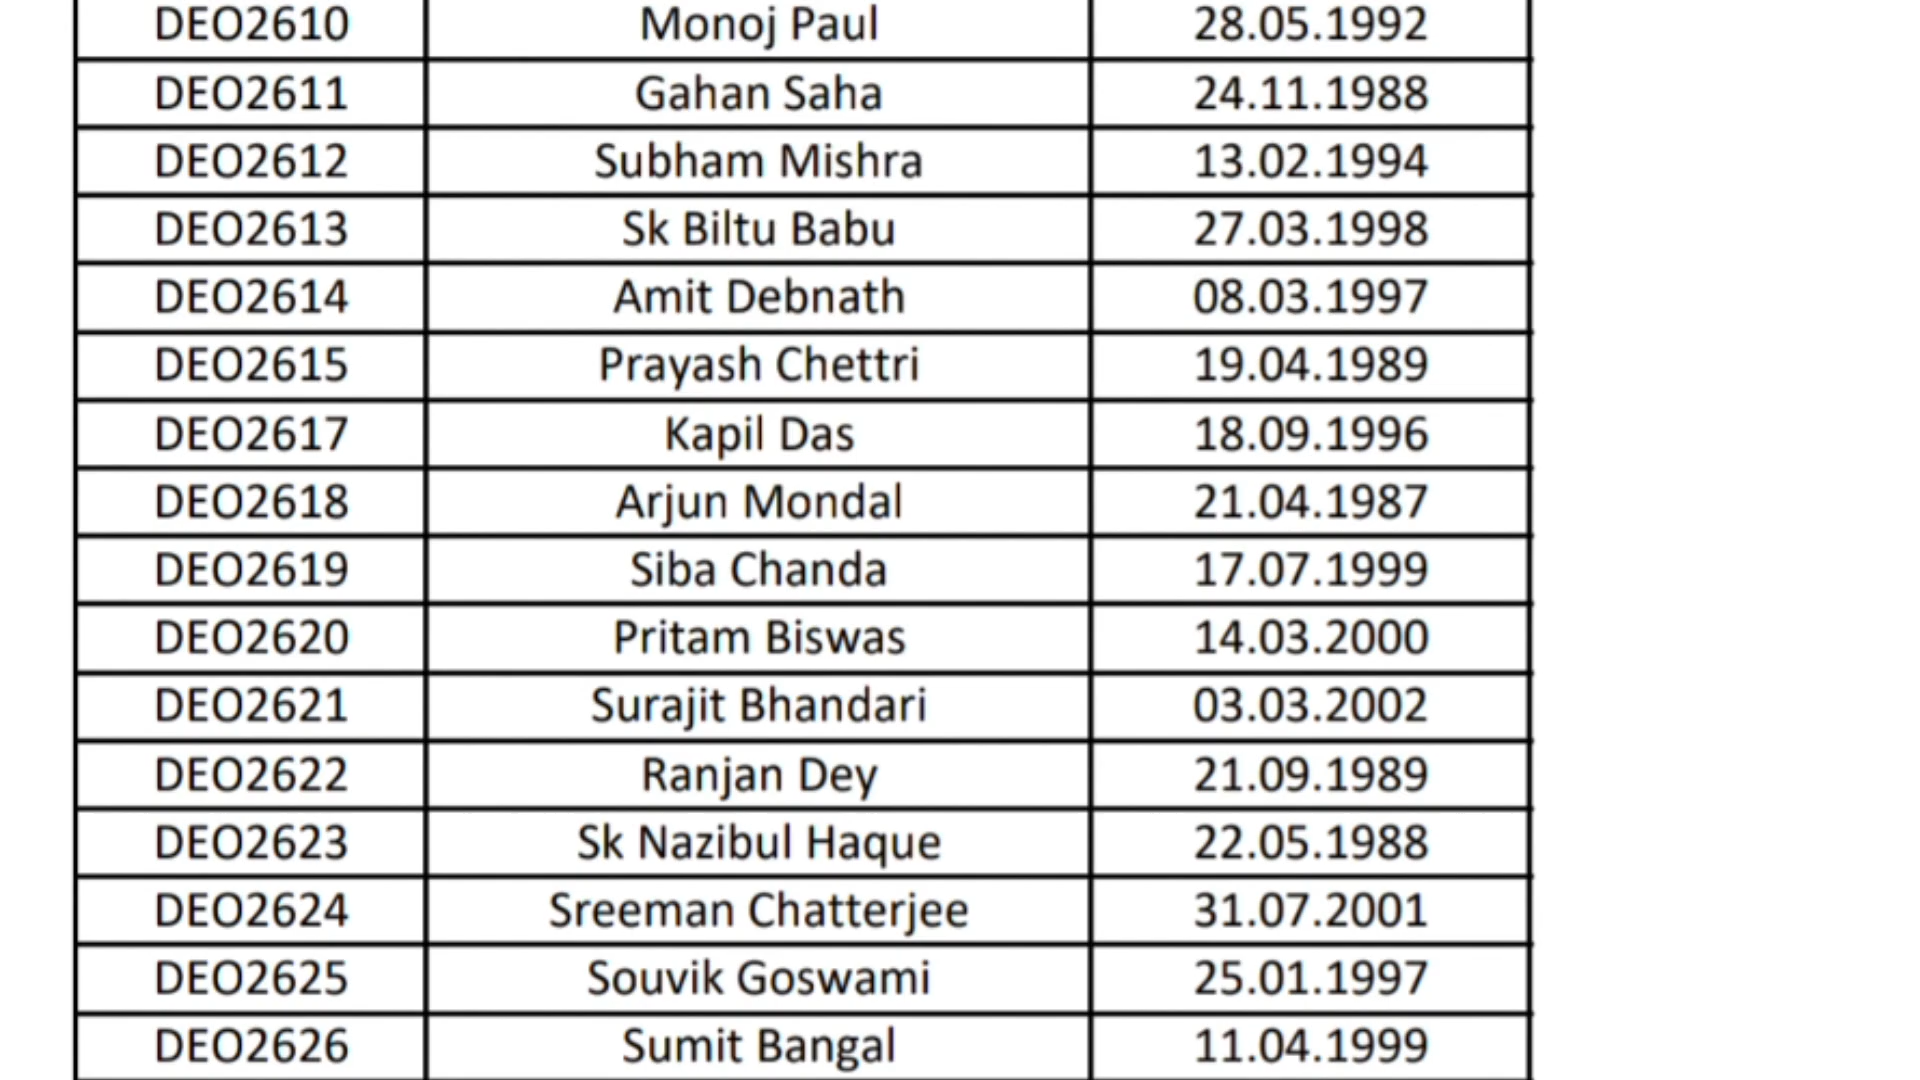 DEO2610 Monoj Paul 28.05.1992
DEO2611 Gahan Saha 24.11.1988
DEO2612 Subham Mishra 13.02.1994
DEO2613 Sk Biltu Babu 27.03.1998
DEO2614 Amit Debnath 08.03.1997
DEO2615 Prayash Chettri 19.04.1989
DEO2617 Kapil Das 18.09.1996
DEO2618 Arjun Mondal 21.04.1987
DEO2619 Siba Chanda 17.07.1999
DEO2620 Pritam Biswas 14.03.2000
DEO2621 Surajit Bhandari 03.03.2002
DEO2622 Ranjan Dey 21.09.1989
DEO2623 Sk Nazibul Haque 22.05.1988
DEO2624 Sreeman Chatterjee 31.07.2001
DEO2625 Souvik Goswami 25.01.1997
DEO2626 Sumit Bangal 11.04.1999